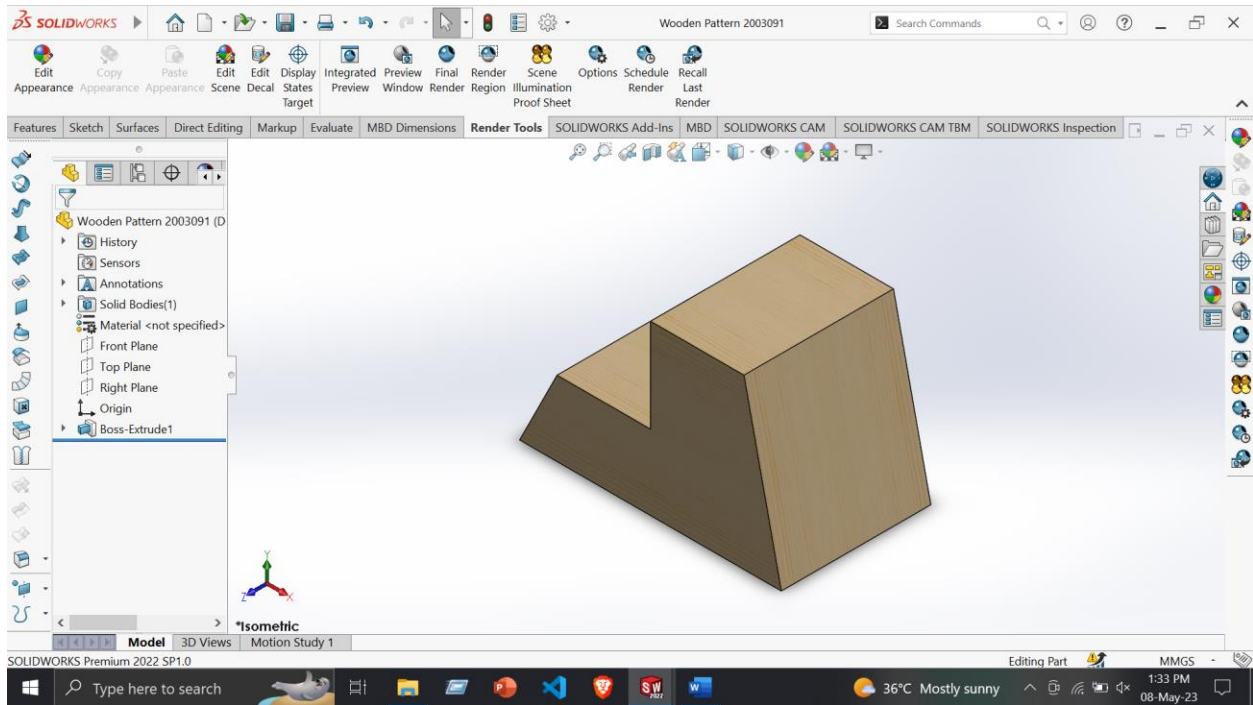 SOLIDWORKS
Wooden Pattern 2003091
Search Commands
Edit Appearance
Copy Appearance
Paste Appearance
Edit Scene
Edit Decal
Display States Target
Integrated Preview
Preview Window
Final Render
Render Region
Scene Illumination Proof Sheet
Options
Schedule Render
Recall Last Render
Features Sketch Surfaces Direct Editing Markup Evaluate MBD Dimensions Render Tools SOLIDWORKS Add-Ins MBD SOLIDWORKS CAM SOLIDWORKS CAM TBM SOLIDWORKS Inspection
Wooden Pattern 2003091 (D
History
Sensors
Annotations
Solid Bodies(1)
Material <not specified>
Front Plane
Top Plane
Right Plane
Origin
Boss-Extrude1
Y
Z
X
*Isometric
Model 3D Views Motion Study 1
SOLIDWORKS Premium 2022 SP1.0
Editing Part
MMGS
Type here to search
36°C Mostly sunny
1:33 PM
08-May-23